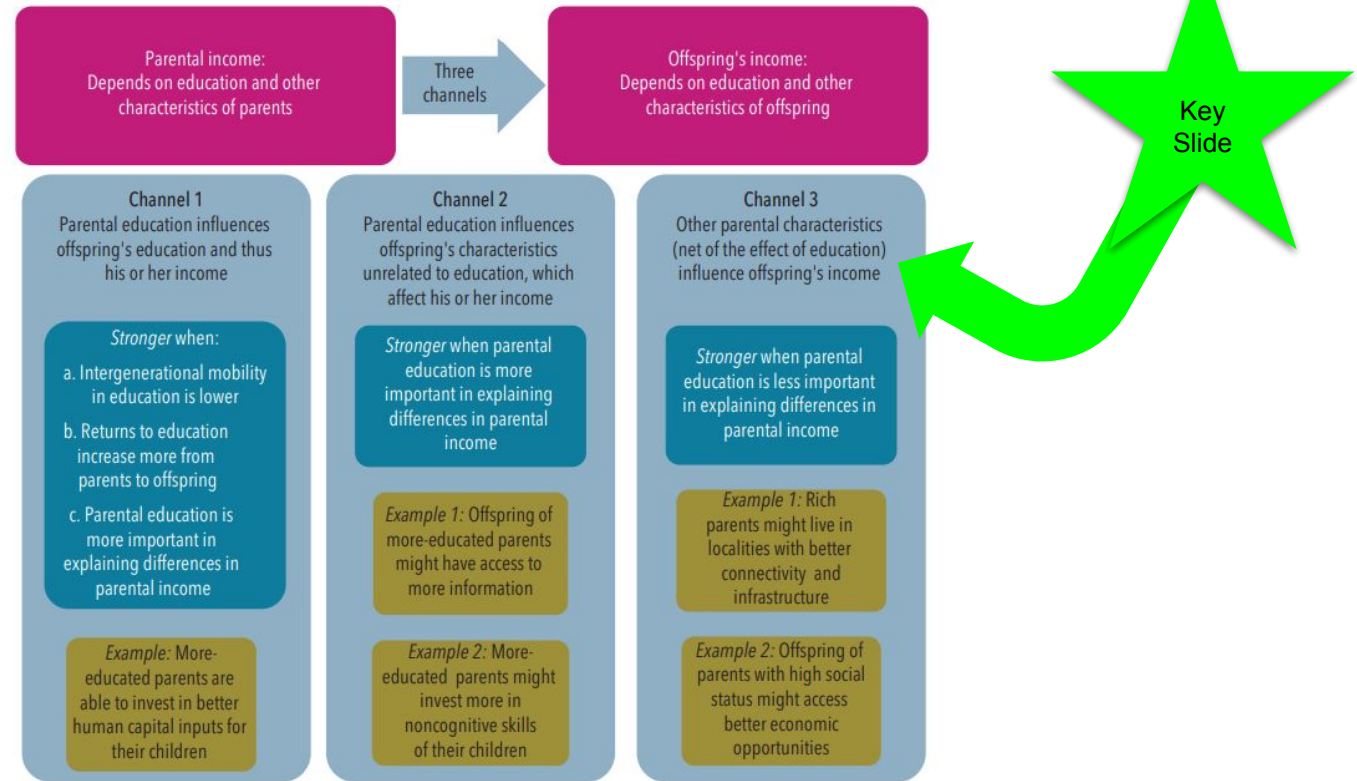 Parental income:
Depends on education and other
characteristics of parents
Three
channels
Offspring's income:
Depends on education and other
characteristics of offspring
Key
Slide
Channel 1
Parental education influences
offspring's education and thus
his or her income
Stronger when:
a. Intergenerational mobility
in education is lower
b. Returns to education
increase more from
parents to offspring
c. Parental education is
more important in
explaining differences in
parental income
Example: More-
educated parents are
able to invest in better
human capital inputs for
their children
Channel 2
Parental education influences
offspring's characteristics
unrelated to education, which
affect his or her income
Stronger when parental
education is more
important in explaining
differences in parental
income
Example 1: Offspring of
more-educated parents
might have access to
more information
Example 2: More-
educated parents might
invest more in
noncognitive skills
of their children
Channel 3
Other parental characteristics
(net of the effect of education)
influence offspring's income
Stronger when parental
education is less important
in explaining differences in
parental income
Example 1: Rich
parents might live in
localities with better
connectivity and
infrastructure
Example 2: Offspring of
parents with high social
status might access
better economic
opportunities